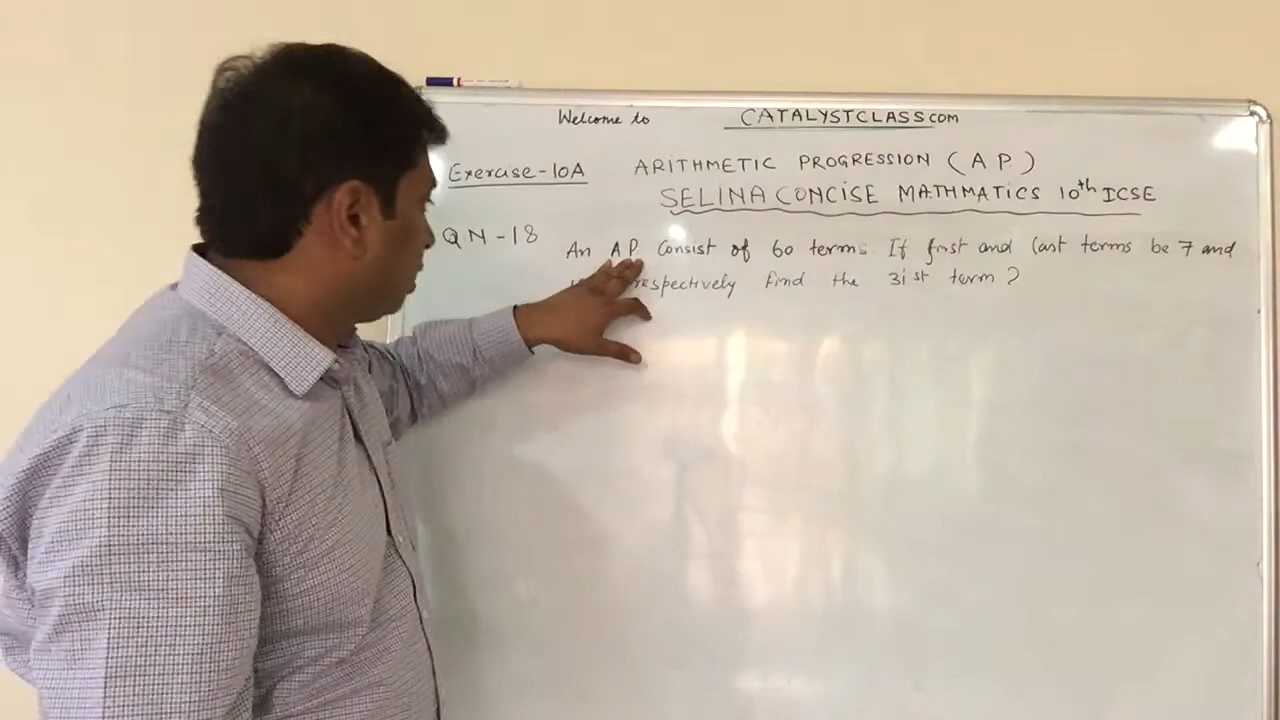 Welcome to CATALYSTCLASS COM
Exercise-10A ARITHMETIC PROGRESSION (A P.)
SELINA CONCISE MATHMATICS 10th ICSE
QN-18
An A P. Consist of 60 terms. If first and last terms be 7 and
respectively find the 31st term ?